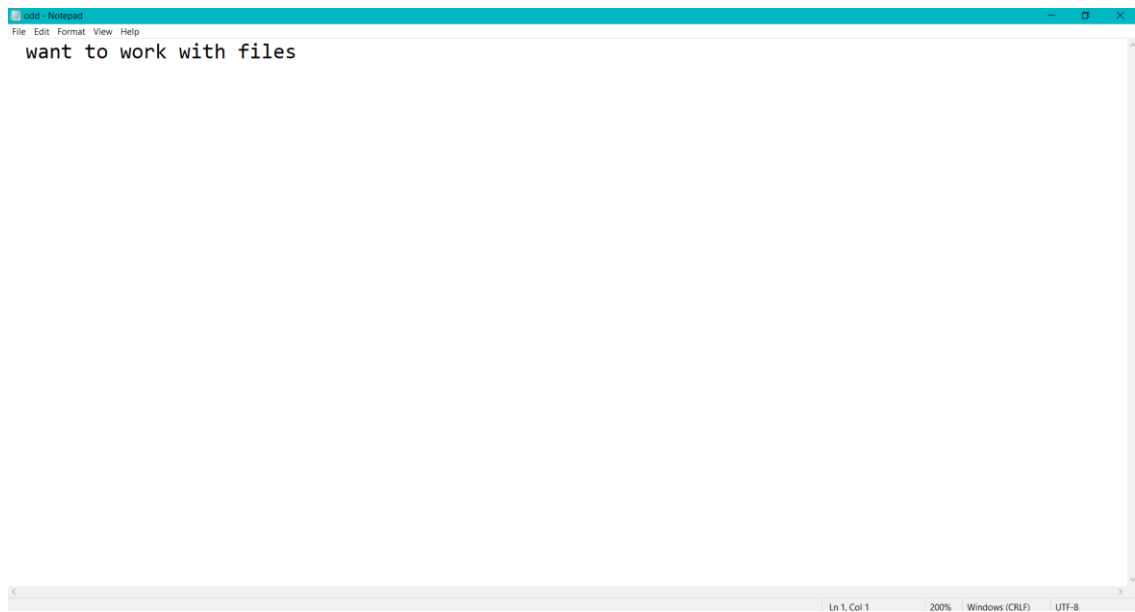 odd - Notepad
File Edit Format View Help
want to work with files
Ln 1, Col 1 200% Windows (CRLF) UTF-8